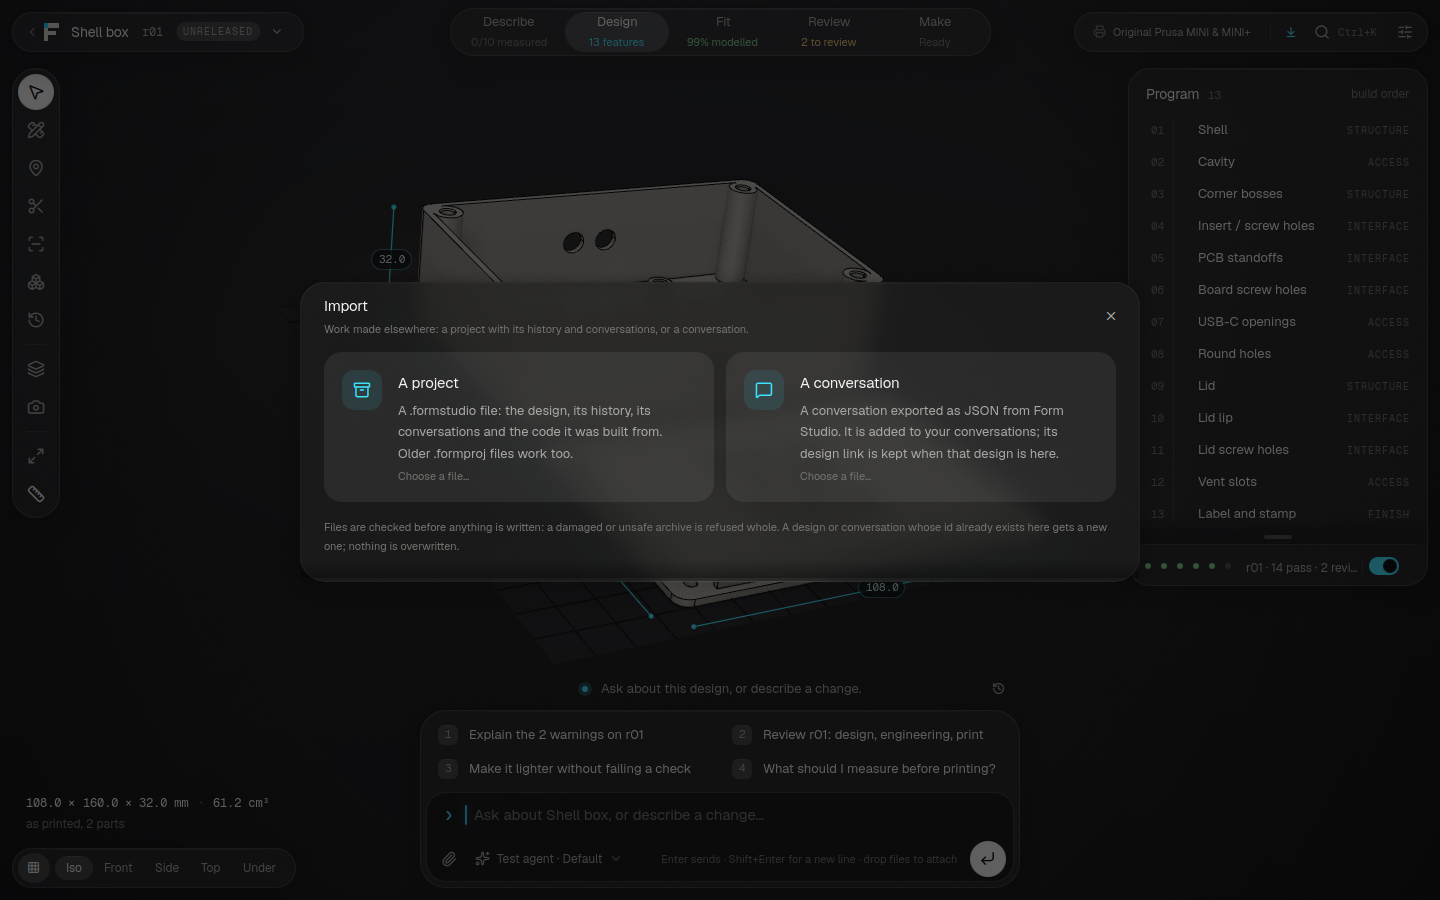 Shell box r01 UNRELEASED
Describe
0/10 measured
Design
13 features
Fit
99% modelled
Review
2 to review
Make
Ready
Original Prusa MINI & MINI+
Ctrl+K
Program 13 build order
01 Shell STRUCTURE
02 Cavity ACCESS
03 Corner bosses STRUCTURE
04 Insert / screw holes INTERFACE
05 PCB standoffs INTERFACE
06 Board screw holes INTERFACE
07 USB-C openings ACCESS
08 Round holes ACCESS
09 Lid STRUCTURE
10 Lid lip INTERFACE
11 Lid screw holes INTERFACE
12 Vent slots ACCESS
13 Label and stamp FINISH
r01 · 14 pass · 2 revi...
32.0
Import
Work made elsewhere: a project with its history and conversations, or a conversation.
A project
A .formstudio file: the design, its history, its
conversations and the code it was built from.
Older .formproj files work too.
Choose a file...
A conversation
A conversation exported as JSON from Form
Studio. It is added to your conversations; its
design link is kept when that design is here.
Choose a file...
Files are checked before anything is written: a damaged or unsafe archive is refused whole. A design or conversation whose id already exists here gets a new
one; nothing is overwritten.
108.0
Ask about this design, or describe a change.
1 Explain the 2 warnings on r01
2 Review r01: design, engineering, print
3 Make it lighter without failing a check
4 What should I measure before printing?
Ask about Shell box, or describe a change...
Test agent · Default
Enter sends · Shift+Enter for a new line · drop files to attach
108.0 × 160.0 × 32.0 mm · 61.2 cm³
as printed, 2 parts
Iso Front Side Top Under